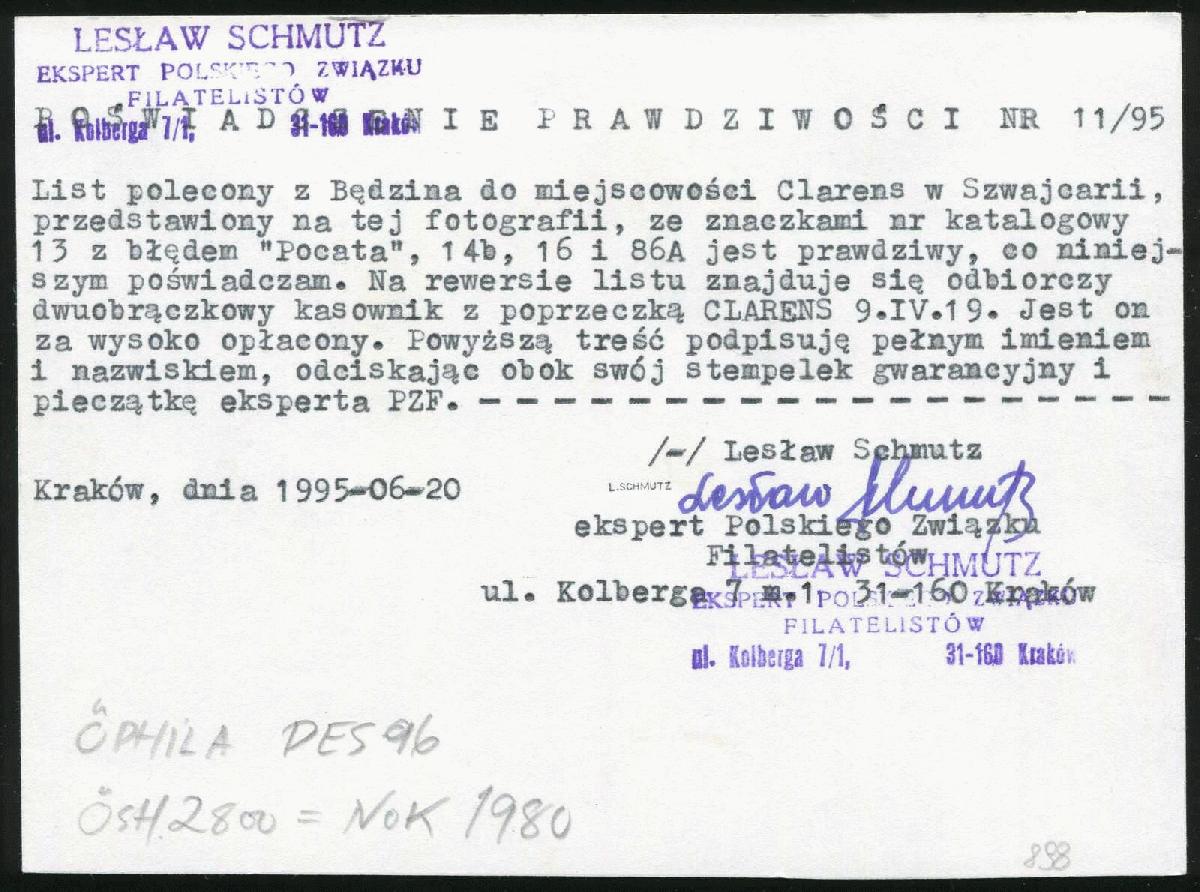 LESŁAW SCHMUTZ
EKSPERT POLSKIEGO ZWIĄZKU
FILATELISTÓW
ul. Kolberga 7/1, 31-160 Kraków
POŚWIADCZENIE PRAWDZIWOŚCI NR 11/95
List polecony z Będzina do miejscowości Clarens w Szwajcarii,
przedstawiony na tej fotografii, ze znaczkami nr katalogowy
13 z błędem "Pocata", 14b, 16 i 86A jest prawdziwy, co niniej-
szym poświadczam. Na rewersie listu znajduje się odbiorczy
dwuobrączkowy kasownik z poprzeczką CLARENS 9.IV.19. Jest on
za wysoko opłacony. Powyższą treść podpisuję pełnym imieniem
i nazwiskiem, odciskając obok swój stempelek gwarancyjny i
pieczątkę eksperta PZF. - - - - - - - - - - - - - - - - - - -
/-/ Lesław Schmutz
Kraków, dnia 1995-06-20
L.SCHMUTZ
Lesław Schmutz
ekspert Polskiego Związku
Filatelistów
ul. Kolberga 7 m.1, 31-160 Kraków
LESŁAW SCHMUTZ
EKSPERT POLSKIEGO ZWIĄZKU
FILATELISTÓW
ul. Kolberga 7/1, 31-160 Kraków
ÖPHILA DES 96
ÖSH. 2800 = NOK 1980
898